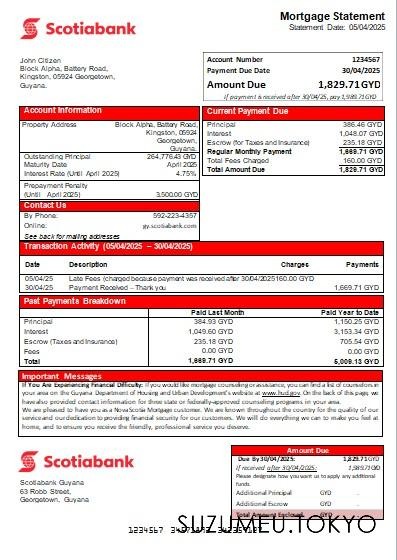 Scotiabank
Mortgage Statement
Statement Date: 05/04/2025
John Citizen
Block Alpha, Battery Road,
Kingston, 05924 Georgetown,
Guyana.
Account Number 1234567
Payment Due Date 30/04/2025
Amount Due 1,829.71GYD
If payment is received after 30/04/25, pay 1,989.71GYD
Account Information
Property Address Block Alpha, Battery Road,
Kingston, 05924
Georgetown,
Guyana.
Outstanding Principal 264,776.43 GYD
Maturity Date April 2025
Interest Rate (Until April 2025) 4.75%
Prepayment Penalty
(Until April 2025) 3,500.00 GYD
Contact Us
By Phone: 592-223-4357
Online: gy.scotiabank.com
See back for mailing addresses
Current Payment Due
Principal 386.46 GYD
Interest 1,048.07 GYD
Escrow (for Taxes and Insurance) 235.18 GYD
Regular Monthly Payment 1,669.71 GYD
Total Fees Charged 160.00 GYD
Total Amount Due 1,829.71 GYD
Transaction Activity (05/04/2025 – 30/04/2025)
Date Description Charges Payments
05/04/25 Late Fees (charged because payment was received after 30/04/2025)160.00 GYD
30/04/25 Payment Received – Thank you 1,669.71 GYD
Past Payments Breakdown
Paid Last Month Paid Year to Date
Principal 384.93 GYD 1,150.25 GYD
Interest 1,049.60 GYD 3,153.34 GYD
Escrow (Taxes and Insurance) 235.18 GYD 705.54 GYD
Fees 0.00 GYD 0.00 GYD
Total 1,669.71 GYD 5,009.13 GYD
Important Messages
If You Are Experiencing Financial Difficulty: If you would like mortgage counseling or assistance, you can find a list of counselors in
your area on the Guyana Department of Housing and Urban Development's website at www.hud.gov. On the back of this page, we
have also provided contact information for three state or federally-approved counseling programs in your area.
We are pleased to have you as Nova Scotia Mortgage customer. We are known throughout the country for the quality of our
service and our dedication to providing financial security for our customers. We will do everything we can to make you feel at
home, and to ensure you receive the friendly, professional service you deserve.
Scotiabank
Scotiabank Guyana
63 Robb Street,
Georgetown, Guyana
Amount Due
Due By 30/04/2025: 1,829.71GYD
If received after 30/04/2025: 1,989.71GYD
Please designate how you want us to apply any additional
funds.
Additional Principal GYD
Additional Escrow GYD
Total Amount Enclosed GYD
SUZUMEU.TOKYO
1234567